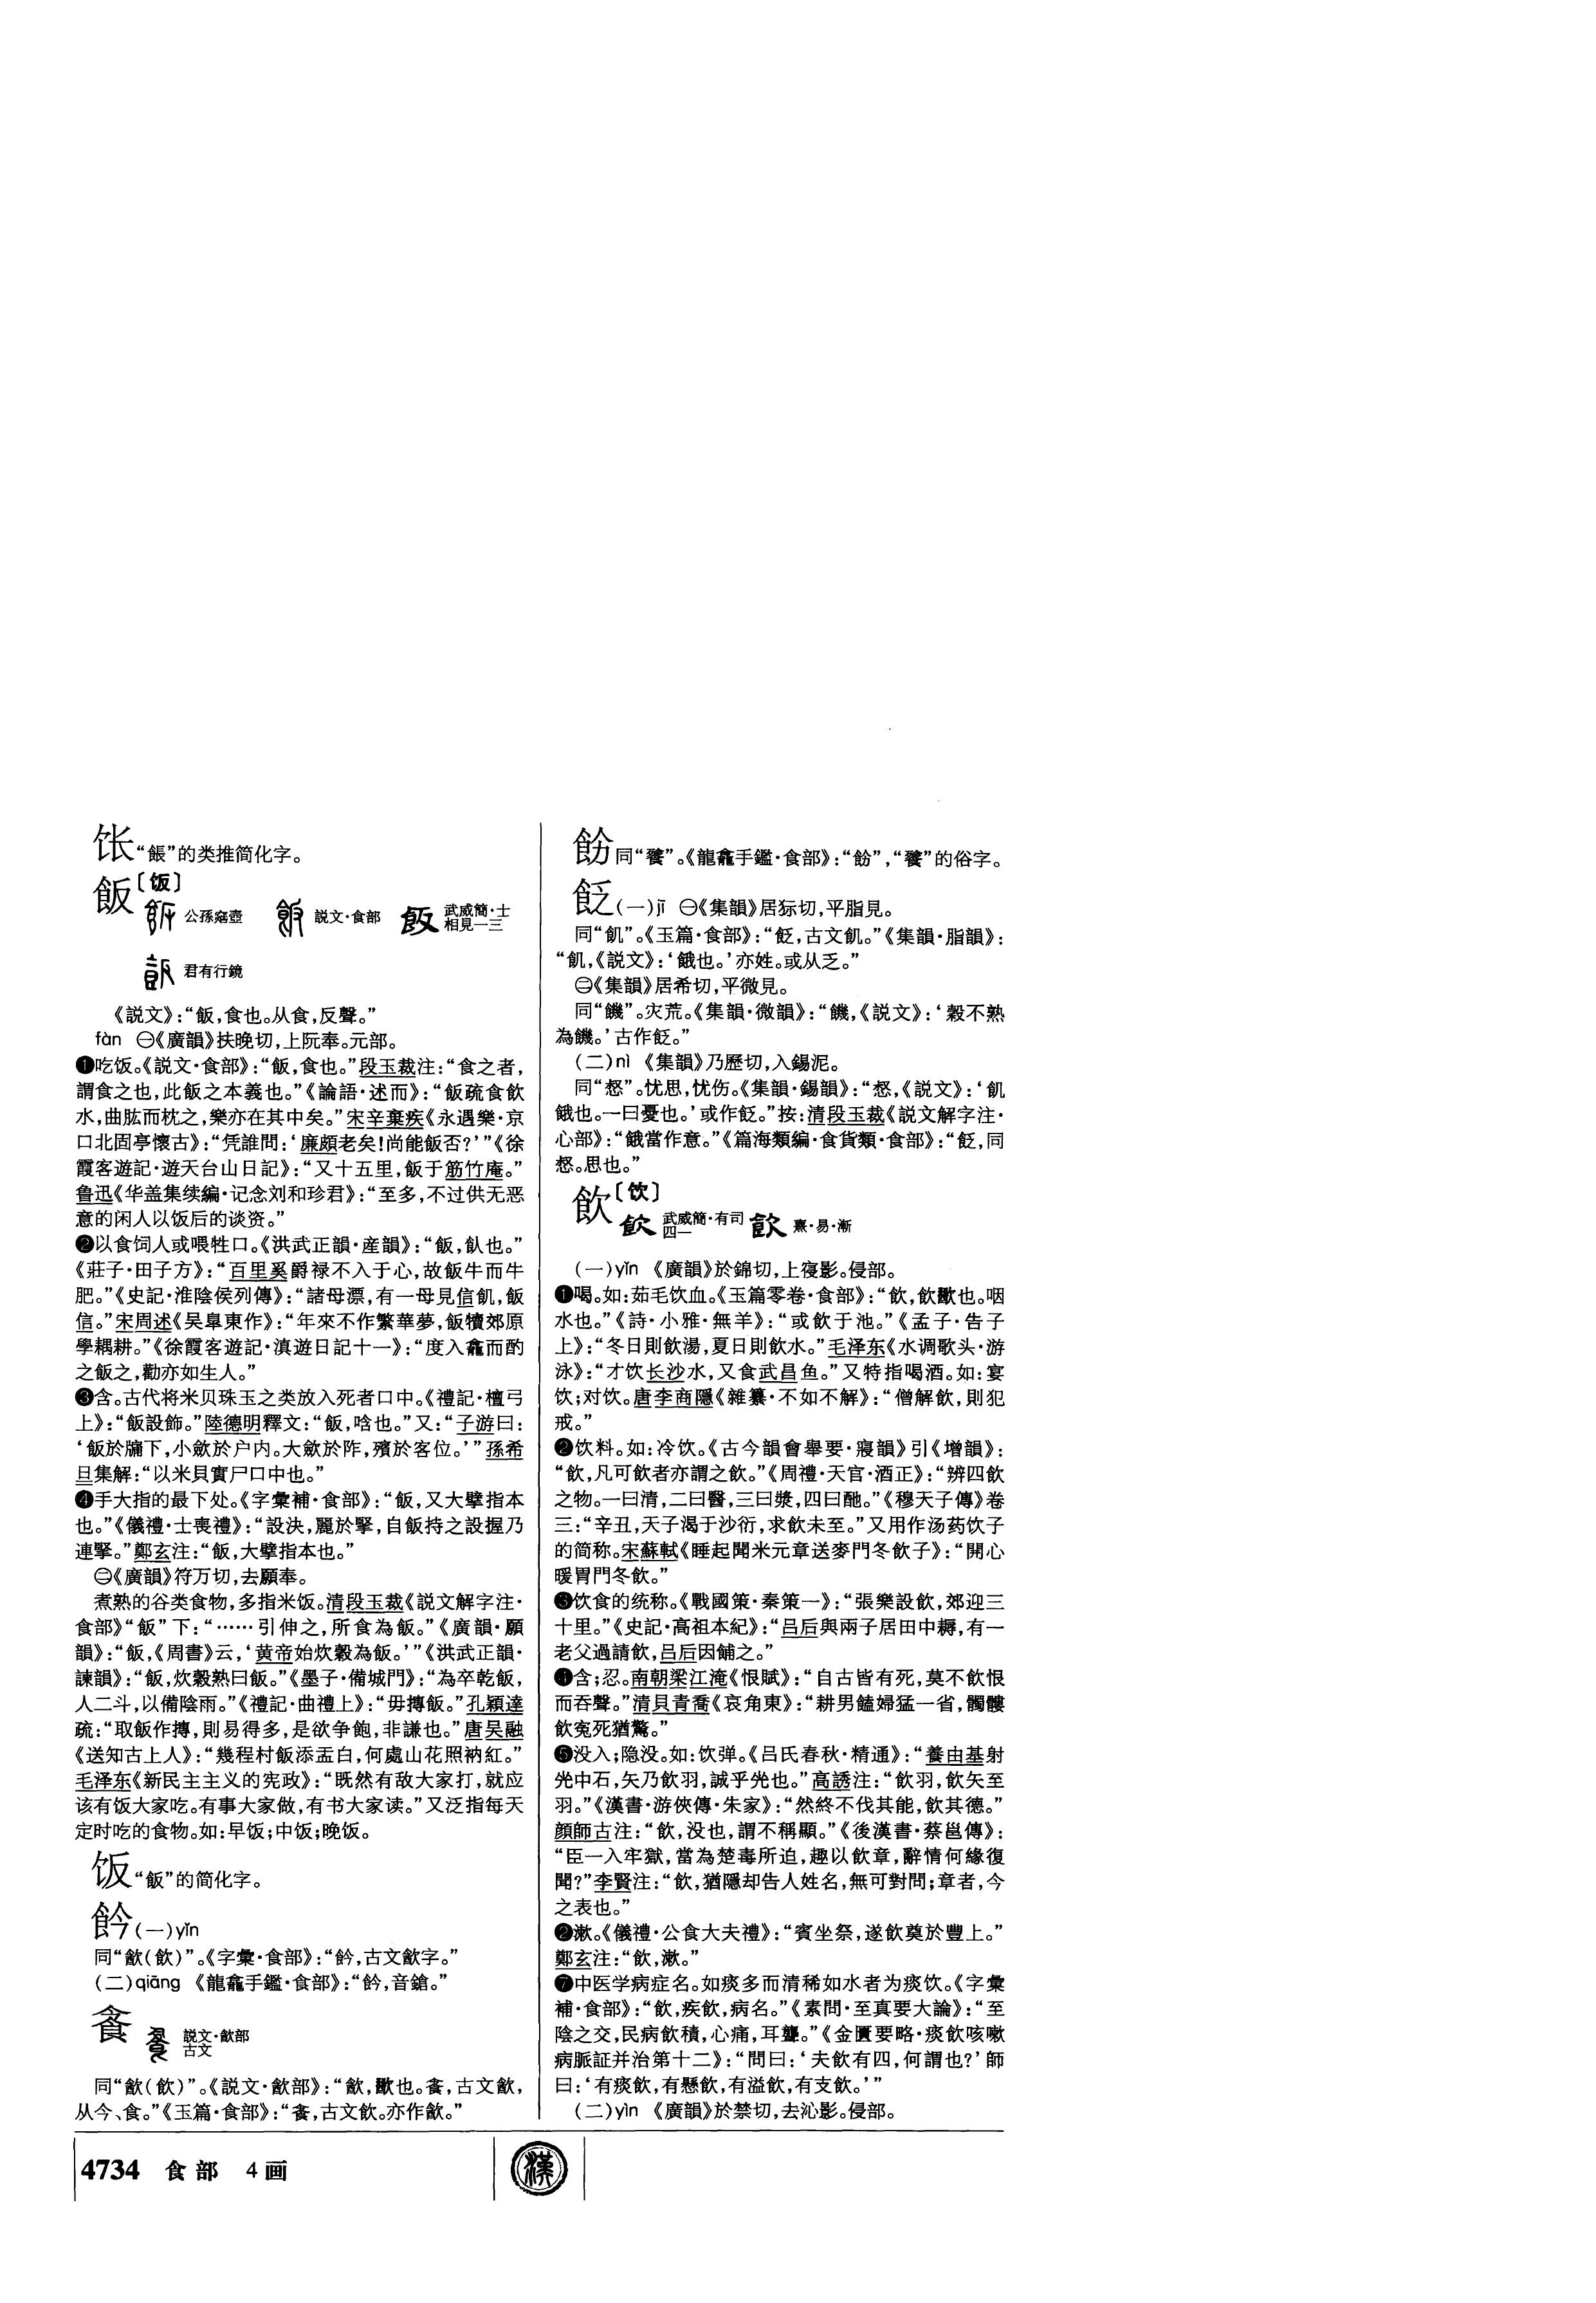 饣长“餦”的类推简化字。
飯〔饭〕
公孫𥨍壺 説文·食部 武威簡·士相見一三
君有行鏡
《説文》：“飯，食也。从食，反聲。”
fàn ㊀《廣韻》扶晚切，上阮奉。元部。
❶吃饭。《説文·食部》：“飯，食也。”段玉裁注：“食之者，
謂食之也，此飯之本義也。”《論語·述而》：“飯疏食飲
水，曲肱而枕之，樂亦在其中矣。”宋辛棄疾《永遇樂·京
口北固亭懷古》：“凭誰問：‘廉頗老矣！尚能飯否？’”《徐
霞客遊記·遊天台山日記》：“又十五里，飯于筋竹庵。”
鲁迅《华盖集续编·记念刘和珍君》：“至多，不过供无恶
意的闲人以饭后的谈资。”
❷以食饲人或喂牲口。《洪武正韻·産韻》：“飯，飤也。”
《莊子·田子方》：“百里奚爵禄不入于心，故飯牛而牛
肥。”《史記·淮陰侯列傳》：“諸母漂，有一母見信飢，飯
信。”宋周述《吴皐東作》：“年來不作繁華夢，飯犢郊原
學耦耕。”《徐霞客遊記·滇遊日記十一》：“度入龕而酌
之飯之，勸亦如生人。”
❸含。古代将米贝珠玉之类放入死者口中。《禮記·檀弓
上》：“飯設飾。”陸德明釋文：“飯，唅也。”又：“子游曰：
‘飯於牖下，小斂於户内。大斂於阼，殯於客位。’”孫希
旦集解：“以米貝實尸口中也。”
❹手大指的最下处。《字彙補·食部》：“飯，又大擘指本
也。”《儀禮·士喪禮》：“設決，麗於掔，自飯持之設握乃
連掔。”鄭玄注：“飯，大擘指本也。”
㊁《廣韻》符万切，去願奉。
煮熟的谷类食物，多指米饭。清段玉裁《説文解字注·
食部》“飯”下：“……引伸之，所食為飯。”《廣韻·願
韻》：“飯，《周書》云，‘黄帝始炊穀為飯。’”《洪武正韻·
諫韻》：“飯，炊穀熟曰飯。”《墨子·備城門》：“為卒乾飯，
人二斗，以備陰雨。”《禮記·曲禮上》：“毋摶飯。”孔穎達
疏：“取飯作摶，則易得多，是欲争飽，非謙也。”唐吴融
《送知古上人》：“幾程村飯添盂白，何處山花照衲紅。”
毛泽东《新民主主义的宪政》：“既然有敌大家打，就应
该有饭大家吃。有事大家做，有书大家读。”又泛指每天
定时吃的食物。如：早饭；中饭；晚饭。
饭“飯”的简化字。
飠今（一）yǐn
同“㱃（飲）”。《字彙·食部》：“飠今，古文㱃字。”
（二）qiāng 《龍龕手鑑·食部》：“飠今，音鎗。”
𩚜 説文·㱃部古文
同“㱃（飲）”。《説文·㱃部》：“㱃，歠也。𩚜，古文㱃，
从今、食。”《玉篇·食部》：“𩚜，古文飲。亦作㱃。”
4734 食部 4画
漢
飿同“饔”。《龍龕手鑑·食部》：“”，“饔”的俗字。
𩚮（一）jī ㊀《集韻》居狋切，平脂見。
同“飢”。《玉篇·食部》：“𩚮，古文飢。”《集韻·脂韻》：
“飢，《説文》：‘餓也。’亦姓。或从乏。”
㊁《集韻》居希切，平微見。
同“饑”。灾荒。《集韻·微韻》：“饑，《説文》：‘穀不熟
為饑。’古作𩚮。”
（二）nì 《集韻》乃歷切，入錫泥。
同“惄”。忧思，忧伤。《集韻·錫韻》：“惄，《説文》：‘飢
餓也。一曰憂也。’或作𩚮。”按：清段玉裁《説文解字注·
心部》：“餓當作意。”《篇海類編·食貨類·食部》：“𩚮，同
惄。思也。”
飲〔饮〕
武威簡·有司四一 熹·易·漸
（一）yǐn 《廣韻》於錦切，上寑影。侵部。
❶喝。如：茹毛饮血。《玉篇零卷·食部》：“飲，飲歠也。咽
水也。”《詩·小雅·無羊》：“或飲于池。”《孟子·告子
上》：“冬日則飲湯，夏日則飲水。”毛泽东《水调歌头·游
泳》：“才饮长沙水，又食武昌鱼。”又特指喝酒。如：宴
饮；对饮。唐李商隱《雜纂·不如不解》：“僧解飲，則犯
戒。”
❷饮料。如：冷饮。《古今韻會舉要·寢韻》引《增韻》：
“飲，凡可飲者亦謂之飲。”《周禮·天官·酒正》：“辨四飲
之物。一曰清，二曰醫，三曰漿，四曰酏。”《穆天子傳》卷
三：“辛丑，天子渴于沙衍，求飲未至。”又用作汤药饮子
的简称。宋蘇軾《睡起聞米元章送麥門冬飲子》：“開心
暖胃門冬飲。”
❸饮食的统称。《戰國策·秦策一》：“張樂設飲，郊迎三
十里。”《史記·高祖本紀》：“吕后與兩子居田中耨，有一
老父過請飲，吕后因餔之。”
❹含；忍。南朝梁江淹《恨賦》：“自古皆有死，莫不飲恨
而吞聲。”清貝青喬《哀角東》：“耕男饁婦猛一省，髑髏
飲寃死猶驚。”
❺没入；隐没。如：饮弹。《吕氏春秋·精通》：“養由基射
兕中石，矢乃飲羽，誠乎兕也。”高誘注：“飲羽，飲矢至
羽。”《漢書·游俠傳·朱家》：“然終不伐其能，飲其德。”
顔師古注：“飲，没也，謂不稱顯。”《後漢書·蔡邕傳》：
“臣一入牢獄，當為楚毒所迫，趣以飲章，辭情何緣復
聞？”李賢注：“飲，猶隱却告人姓名，無可對問；章者，今
之表也。”
❷漱。《儀禮·公食大夫禮》：“賓坐祭，遂飲奠於豐上。”
鄭玄注：“飲，漱。”
❼中医学病症名。如痰多而清稀如水者为痰饮。《字彙
補·食部》：“飲，疾飲，病名。”《素問·至真要大論》：“至
陰之交，民病飲積，心痛，耳聾。”《金匱要略·痰飲咳嗽
病脈証并治第十二》：“問曰：‘夫飲有四，何謂也？’師
曰：‘有痰飲，有懸飲，有溢飲，有支飲。’”
（二）yìn 《廣韻》於禁切，去沁影。侵部。